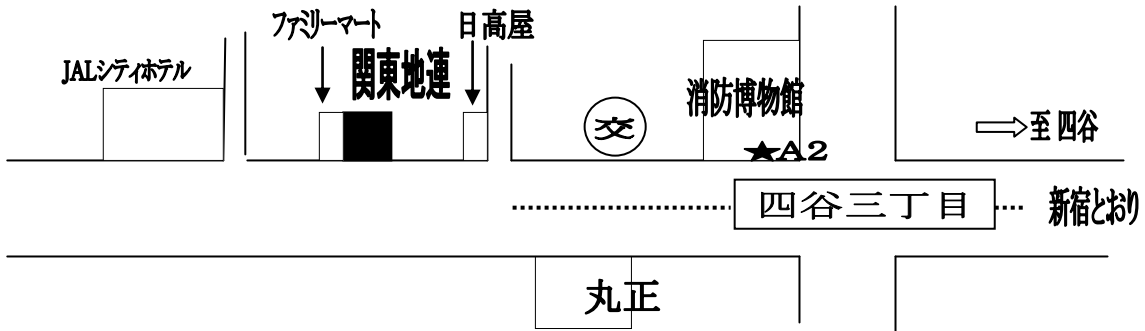 ファミリーマート
日高屋
JALシティホテル
関東地連
消防博物館
交
★A2
⇒至 四谷
四谷三丁目
新宿とおり
丸正